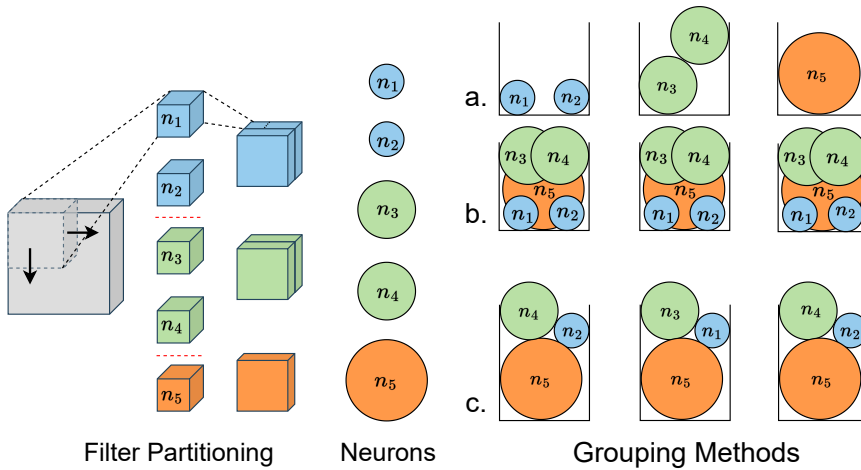 n₁
n₂
n₃
n₄
n₅
Filter Partitioning
n₁
n₂
n₃
n₄
n₅
Neurons
a.
n₁
n₂
n₃
n₄
n₅
b.
n₃
n₄
n₅
n₁
n₂
n₃
n₄
n₅
n₁
n₂
n₃
n₄
n₅
n₁
n₂
c.
n₄
n₂
n₅
n₃
n₁
n₅
n₄
n₂
n₅
Grouping Methods